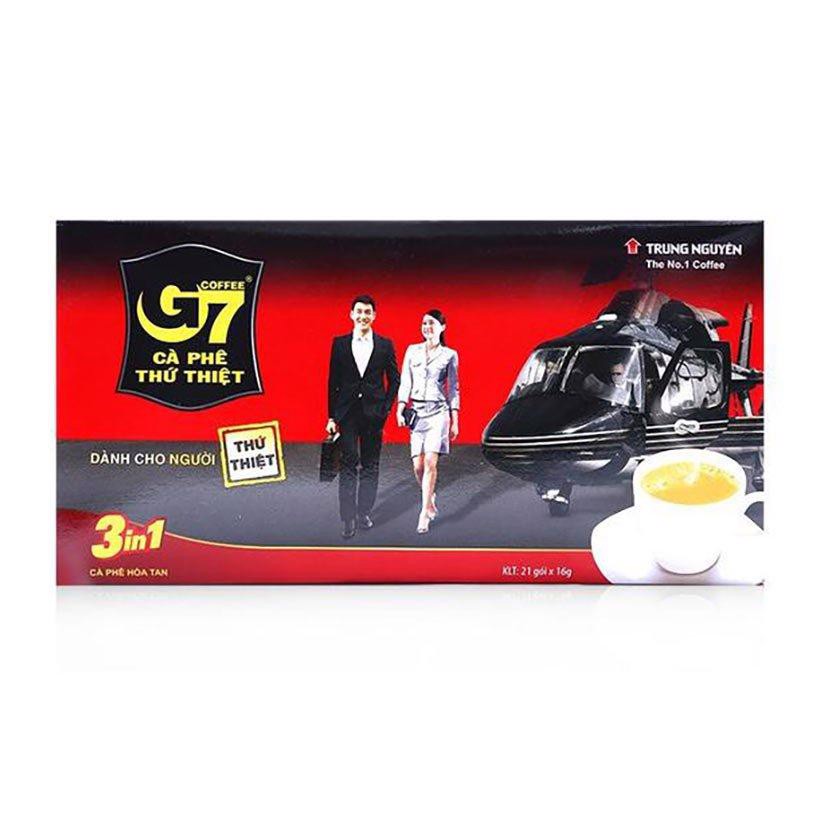 COFFEE®
G7
CÀ PHÊ
THỨ THIỆT
TRUNG NGUYÊN
The No.1 Coffee
DÀNH CHO NGƯỜI
THỨ
THIỆT
3in1
CÀ PHÊ HÒA TAN
KLT: 21 gói x 16g